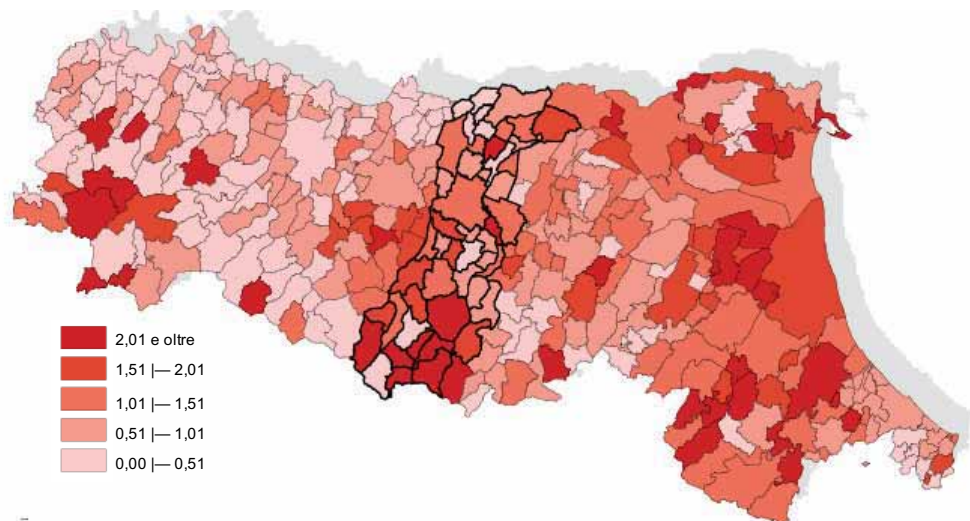 2,01 e oltre
1,51 |— 2,01
1,01 |— 1,51
0,51 |— 1,01
0,00 |— 0,51